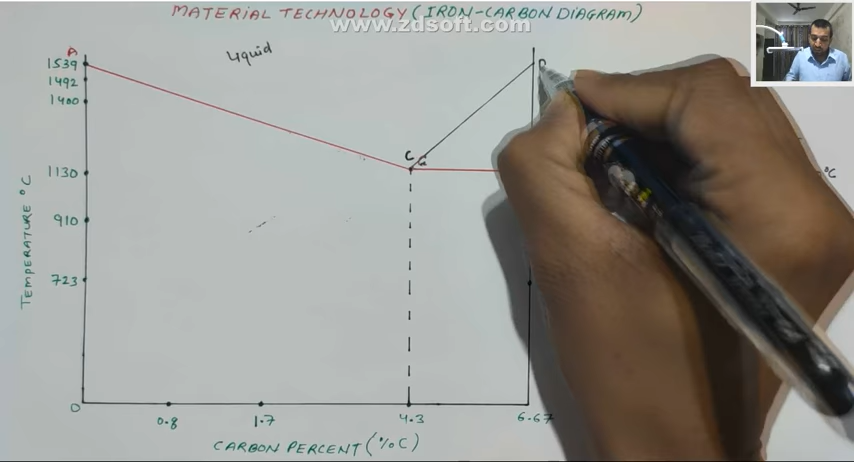 MATERIAL TECHNOLOGY (IRON-CARBON DIAGRAM)
www.zdsoft.com
A
Liquid
1539
1492
1400
D
C
1130
°C
910
723
TEMPERATURE °C
0
0.8
1.7
4.3
6.67
CARBON PERCENT (%C)